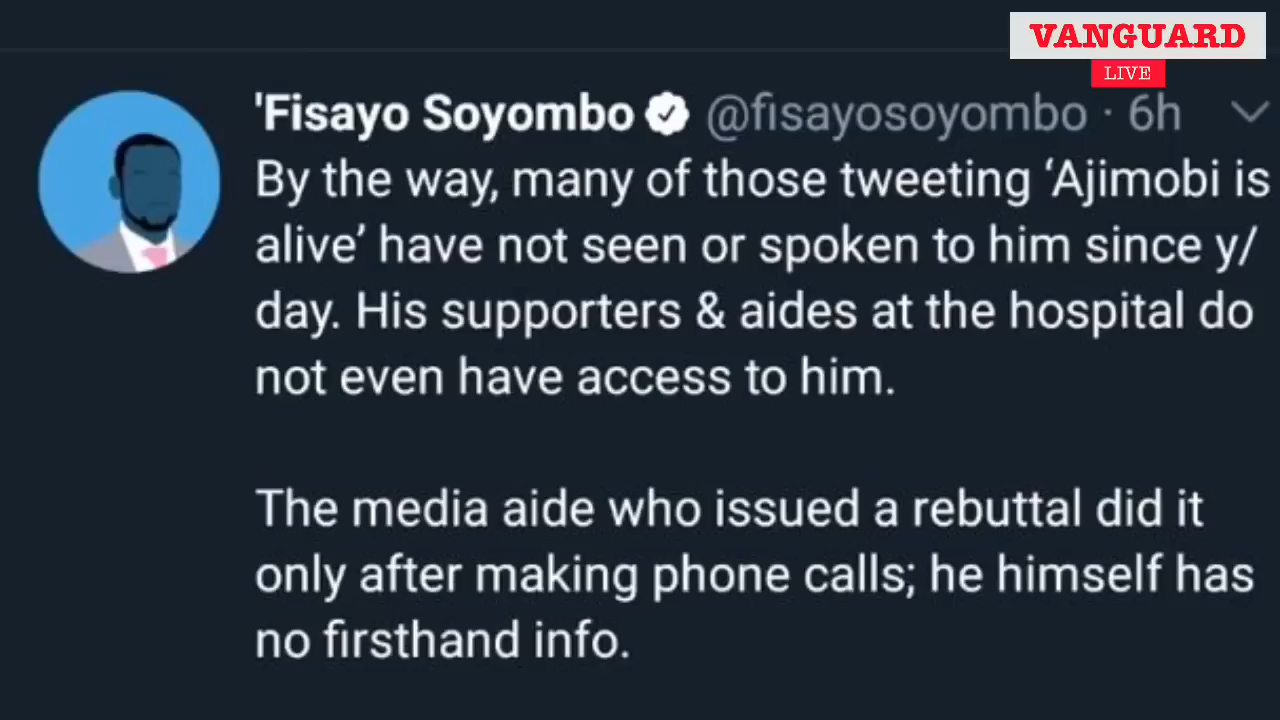 VANGUARD
LIVE
'Fisayo Soyombo @fisayosoyombo · 6h
By the way, many of those tweeting ‘Ajimobi is
alive’ have not seen or spoken to him since y/
day. His supporters & aides at the hospital do
not even have access to him.
The media aide who issued a rebuttal did it
only after making phone calls; he himself has
no firsthand info.